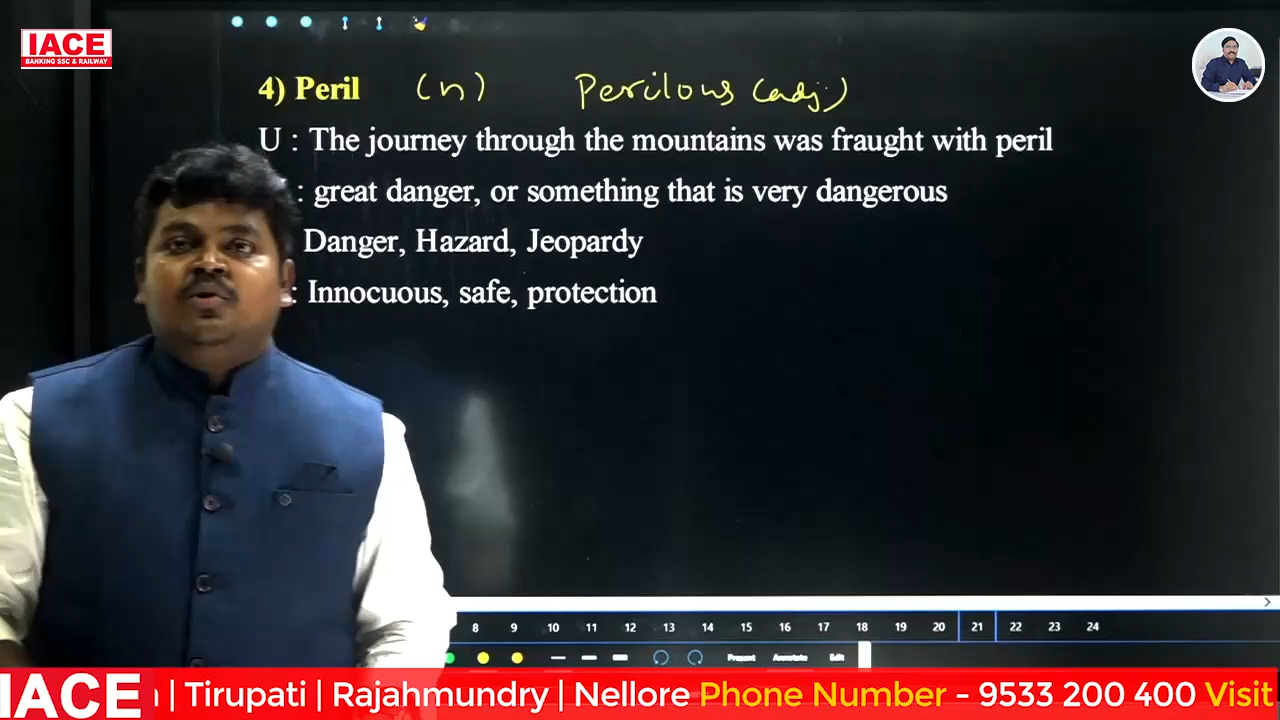 IACE
BANKING SSC & RAILWAY
4) Peril (n) Perilous (adj.)
U : The journey through the mountains was fraught with peril
: great danger, or something that is very dangerous
Danger, Hazard, Jeopardy
: Innocuous, safe, protection
8 9 10 11 12 13 14 15 16 17 18 19 20 21 22 23 24
Present Annotate Edit
IACE | Tirupati | Rajahmundry | Nellore Phone Number - 9533 200 400 Visit